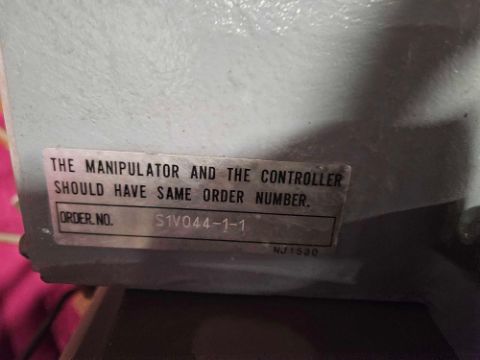 THE MANIPULATOR AND THE CONTROLLER
SHOULD HAVE SAME ORDER NUMBER.
ORDER.NO. S1V044-1-1
NJ1530